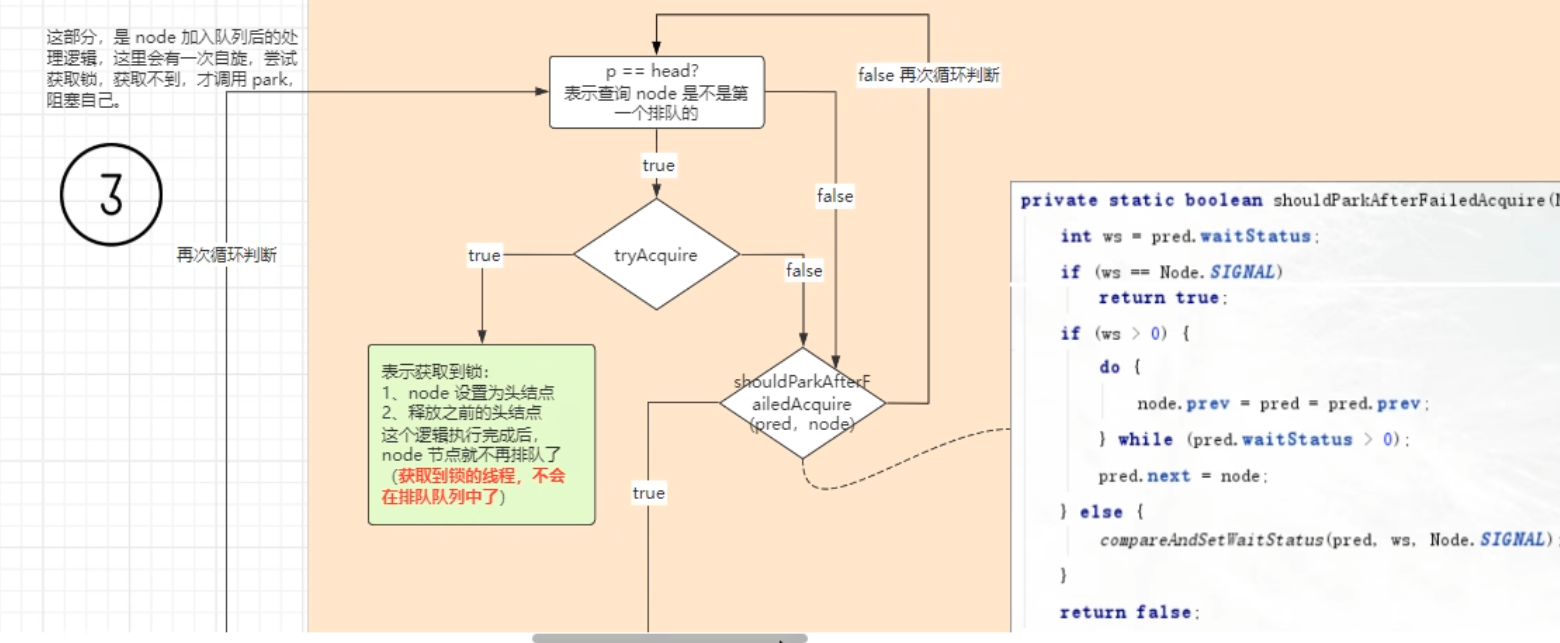 这部分，是 node 加入队列后的处
理逻辑，这里会有一次自旋，尝试
获取锁，获取不到，才调用 park，
阻塞自己。
3
再次循环判断
p == head?
表示查询 node 是不是第
一个排队的
true
false
false 再次循环判断
tryAcquire
true
false
表示获取到锁：
1、node 设置为头结点
2、释放之前的头结点
这个逻辑执行完成后，
node 节点就不再排队了
（获取到锁的线程，不会
在排队队列中了）
shouldParkAfterF
ailedAcquire
(pred，node)
true
private static boolean shouldParkAfterFailedAcquire(
int ws = pred.waitStatus;
if (ws == Node.SIGNAL)
return true;
if (ws > 0) {
do {
node.prev = pred = pred.prev;
} while (pred.waitStatus > 0);
pred.next = node;
} else {
compareAndSetWaitStatus(pred, ws, Node.SIGNAL);
}
return false;